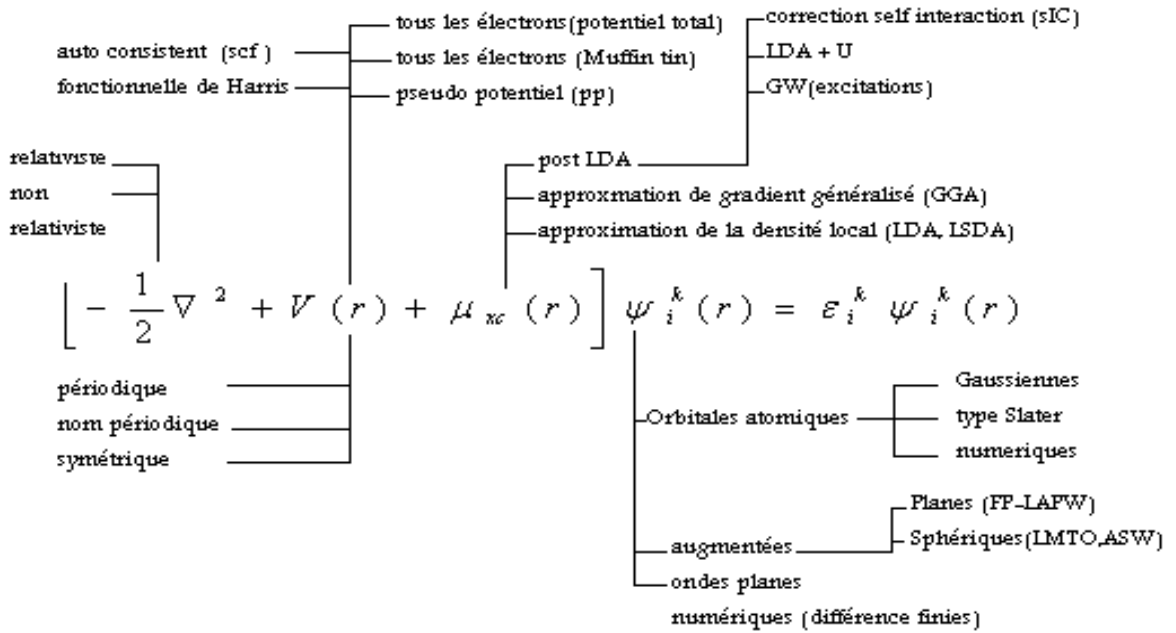 tous les électrons(potentiel total)
correction self interaction (sIC)
auto consistent (scf )
tous les électrons (Muffin tin)
LDA + U
fonctionnelle de Harris
pseudo potentiel (pp)
GW(excitations)
relativiste
post LDA
non
approxmation de gradient généralisé (GGA)
relativiste
approximation de la densité local (LDA, LSDA)
[ - 1/2 ∇ ² + V (r) + μ xc (r) ] ψ i k (r) = ε i k ψ i k (r)
périodique
Gaussiennes
nom périodique
Orbitales atomiques
type Slater
symétrique
numeriques
Planes (FP-LAPW)
augmentées
Sphériques(LMTO,ASW)
ondes planes
numériques (différence finies)